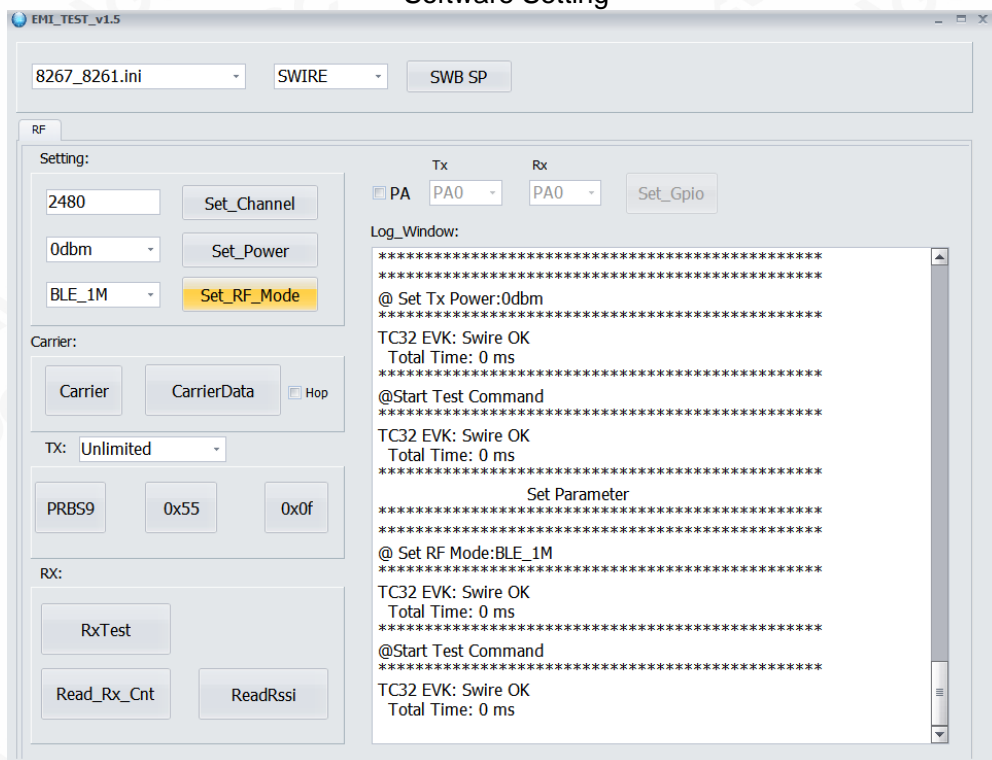 Software Setting
EMI_TEST_v1.5
8267_8261.ini SWIRE SWB SP
RF
Setting:
2480 Set_Channel
0dbm Set_Power
BLE_1M Set_RF_Mode
Carrier:
Carrier CarrierData Hop
TX: Unlimited
PRBS9 0x55 0x0f
RX:
RxTest
Read_Rx_Cnt ReadRssi
Tx Rx
PA PA0 PA0 Set_Gpio
Log_Window:
************************************************
************************************************
@ Set Tx Power:0dbm
************************************************
TC32 EVK: Swire OK
Total Time: 0 ms
************************************************
@Start Test Command
************************************************
TC32 EVK: Swire OK
Total Time: 0 ms
************************************************
Set Parameter
************************************************
************************************************
@ Set RF Mode:BLE_1M
************************************************
TC32 EVK: Swire OK
Total Time: 0 ms
************************************************
@Start Test Command
************************************************
TC32 EVK: Swire OK
Total Time: 0 ms